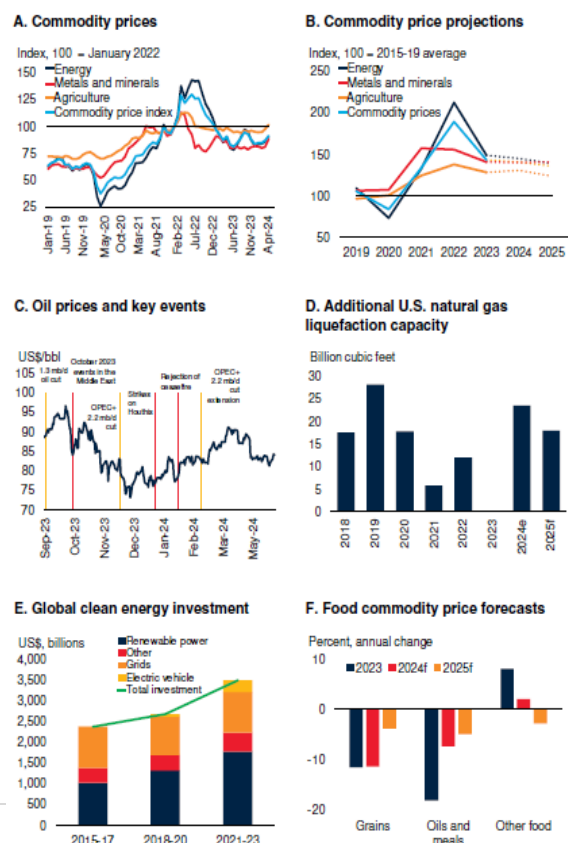 A. Commodity prices
Index, 100 = January 2022
150
125
100
75
50
25
Energy
Metals and minerals
Agriculture
Commodity price index
Jan-19
Jun-19
Nov-19
May-20
Oct-20
Mar-21
Aug-21
Feb-22
Jul-22
Dec-22
Jun-23
Nov-23
Apr-24
B. Commodity price projections
Index, 100 = 2015-19 average
250
200
150
100
50
Energy
Metals and minerals
Agriculture
Commodity prices
2019 2020 2021 2022 2023 2024 2025
C. Oil prices and key events
US$/bbl
105
100
95
90
85
80
75
70
1.3 mb/d
oil cut
October 2023
events in the
Middle East
OPEC+
2.2 mb/d
cut
Strikes
on
Houthis
Rejection of
ceasefire
OPEC+
2.2 mb/d
cut
extension
Sep-23
Oct-23
Nov-23
Dec-23
Jan-24
Feb-24
Mar-24
May-24
D. Additional U.S. natural gas
liquefaction capacity
Billion cubic feet
30
25
20
15
10
5
0
2018
2019
2020
2021
2022
2023
2024e
2025f
E. Global clean energy investment
US$, billions
4,000
3,500
3,000
2,500
2,000
1,500
1,000
500
0
Renewable power
Other
Grids
Electric vehicle
Total investment
2015-17 2018-20 2021-23
F. Food commodity price forecasts
Percent, annual change
10
0
-10
-20
2023 2024f 2025f
Grains
Oils and
meals
Other food